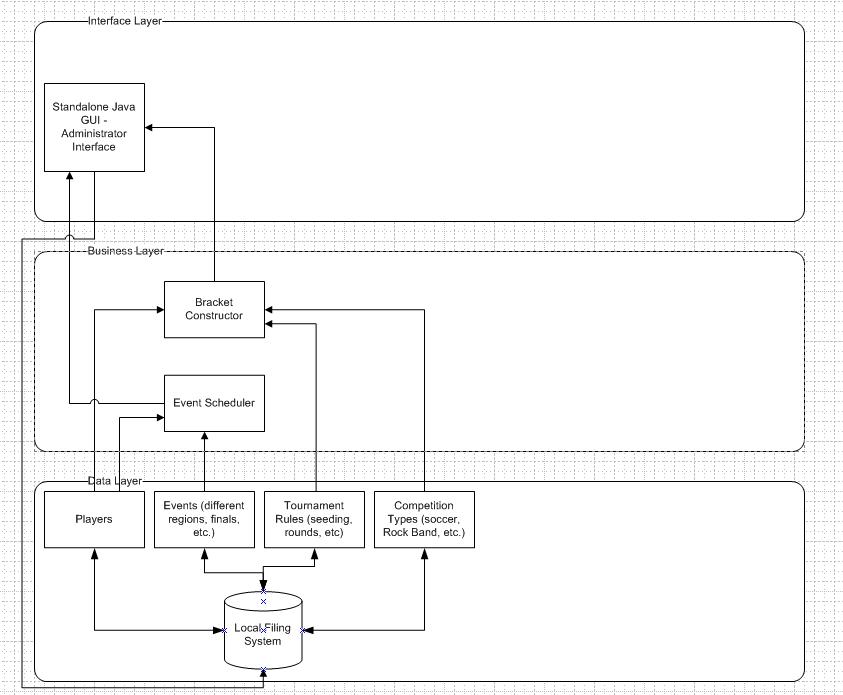 Interface Layer
Standalone Java
GUI -
Administrator
Interface
Business Layer
Bracket
Constructor
Event Scheduler
Data Layer
Players
Events (different
regions, finals,
etc.)
Tournament
Rules (seeding,
rounds, etc)
Competition
Types (soccer,
Rock Band, etc.)
Local Filing
System